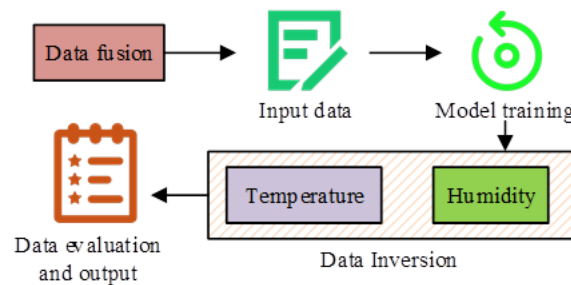 Data fusion
Input data
Model training
Temperature
Humidity
Data evaluation
and output
Data Inversion